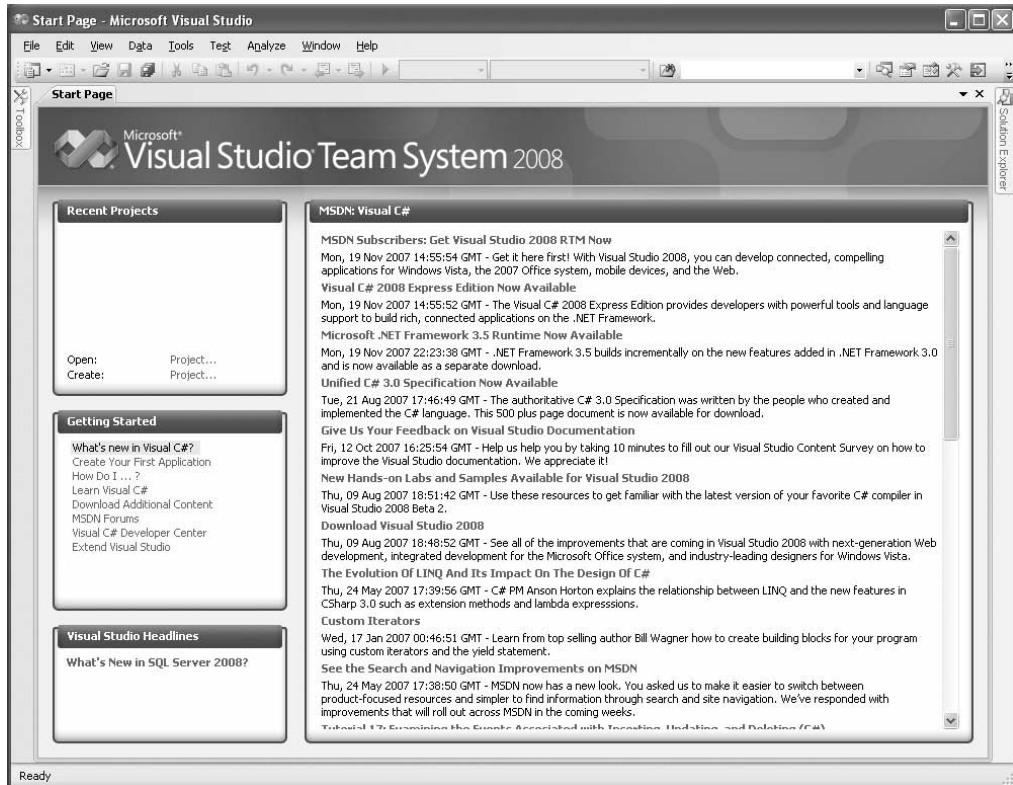 Start Page - Microsoft Visual Studio
File Edit View Data Tools Test Analyze Window Help
Toolbox
Start Page
Solution Explorer
Microsoft®
Visual Studio Team System 2008
Recent Projects
Open: Project...
Create: Project...
Getting Started
What's new in Visual C#?
Create Your First Application
How Do I ... ?
Learn Visual C#
Download Additional Content
MSDN Forums
Visual C# Developer Center
Extend Visual Studio
Visual Studio Headlines
What's New in SQL Server 2008?
MSDN: Visual C#
MSDN Subscribers: Get Visual Studio 2008 RTM Now
Mon, 19 Nov 2007 14:55:54 GMT - Get it here first! With Visual Studio 2008, you can develop connected, compelling
applications for Windows Vista, the 2007 Office system, mobile devices, and the Web.
Visual C# 2008 Express Edition Now Available
Mon, 19 Nov 2007 14:55:52 GMT - The Visual C# 2008 Express Edition provides developers with powerful tools and language
support to build rich, connected applications on the .NET Framework.
Microsoft .NET Framework 3.5 Runtime Now Available
Mon, 19 Nov 2007 22:23:38 GMT - .NET Framework 3.5 builds incrementally on the new features added in .NET Framework 3.0
and is now available as a separate download.
Unified C# 3.0 Specification Now Available
Tue, 21 Aug 2007 17:46:49 GMT - The authoritative C# 3.0 Specification was written by the people who created and
implemented the C# language. This 500 plus page document is now available for download.
Give Us Your Feedback on Visual Studio Documentation
Fri, 12 Oct 2007 16:25:54 GMT - Help us help you by taking 10 minutes to fill out our Visual Studio Content Survey on how to
improve the Visual Studio documentation. We appreciate it!
New Hands-on Labs and Samples Available for Visual Studio 2008
Thu, 09 Aug 2007 18:51:42 GMT - Use these resources to get familiar with the latest version of your favorite C# compiler in
Visual Studio 2008 Beta 2.
Download Visual Studio 2008
Thu, 09 Aug 2007 18:48:52 GMT - See all of the improvements that are coming in Visual Studio 2008 with next-generation Web
development, integrated development for the Microsoft Office system, and industry-leading designers for Windows Vista.
The Evolution Of LINQ And Its Impact On The Design Of C#
Thu, 24 May 2007 17:39:56 GMT - C# PM Anson Horton explains the relationship between LINQ and the new features in
CSharp 3.0 such as extension methods and lambda expresssions.
Custom Iterators
Wed, 17 Jan 2007 00:46:51 GMT - Learn from top selling author Bill Wagner how to create building blocks for your program
using custom iterators and the yield statement.
See the Search and Navigation Improvements on MSDN
Thu, 24 May 2007 17:38:50 GMT - MSDN now has a new look. You asked us to make it easier to switch between
product-focused resources and simpler to find information through search and site navigation. We've responded with
improvements that will roll out across MSDN in the coming weeks.
Tutorial 17: Examining the Events Associated with Inserting, Updating, and Deleting (C#)
Ready